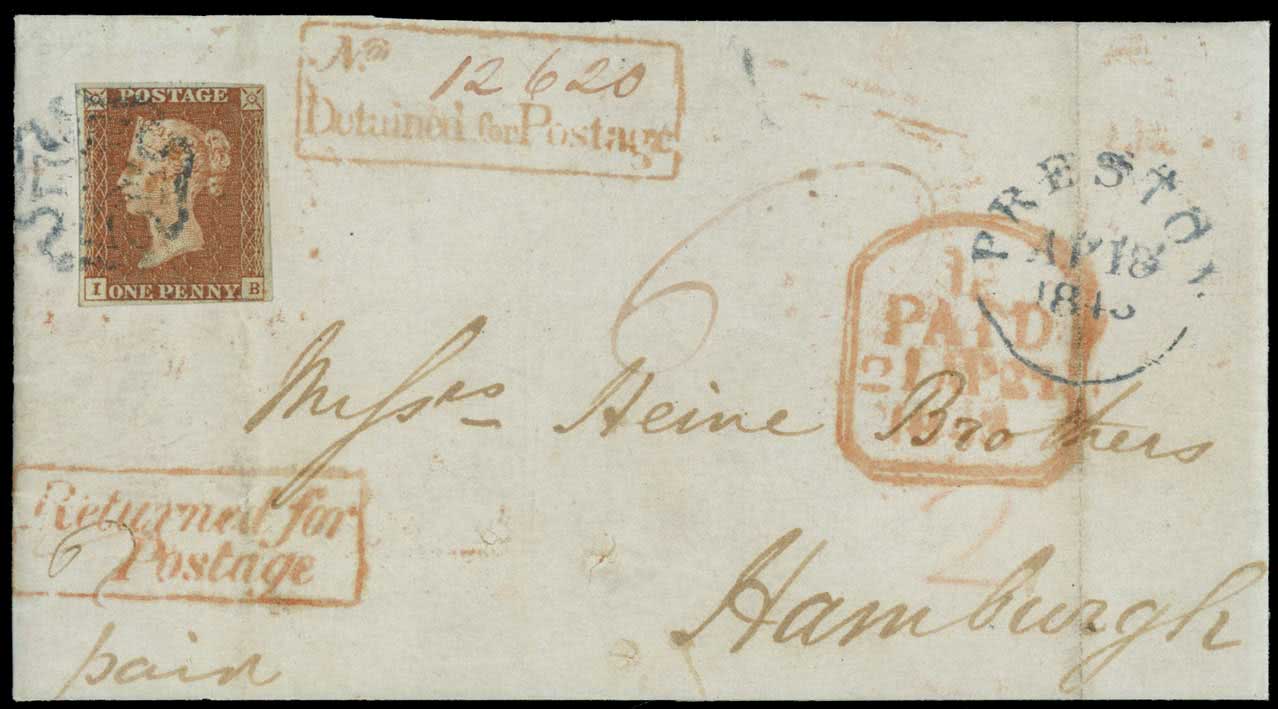 No
12620
Detained for Postage
POSTAGE
I ONE PENNY B
PRESTON
AP 18
PAID
Messrs Heine Brothers
Returned for
Postage
2
Hamburgh
paid